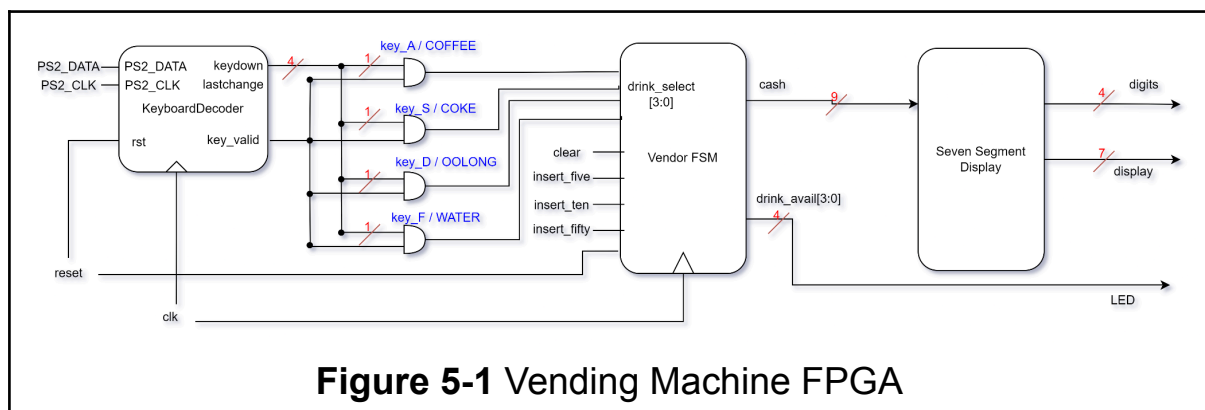 key_A / COFFEE
4
1
PS2_DATA
PS2_DATA
keydown
PS2_CLK
PS2_CLK
lastchange
KeyboardDecoder
rst
key_valid
key_S / COKE
1
key_D / OOLONG
1
key_F / WATER
1
drink_select
[3:0]
clear
Vendor FSM
insert_five
insert_ten
insert_fifty
cash
9
drink_avail[3:0]
4
Seven Segment
Display
4
digits
7
display
LED
reset
clk
Figure 5-1 Vending Machine FPGA